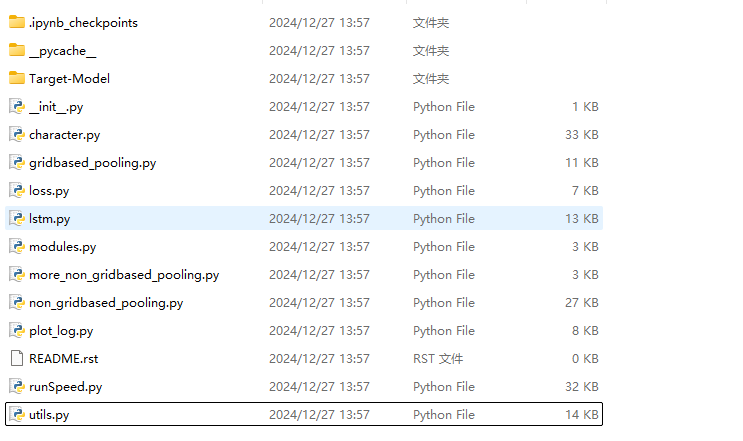 .ipynb_checkpoints 2024/12/27 13:57 文件夹
__pycache__ 2024/12/27 13:57 文件夹
Target-Model 2024/12/27 13:57 文件夹
__init__.py 2024/12/27 13:57 Python File 1 KB
character.py 2024/12/27 13:57 Python File 33 KB
gridbased_pooling.py 2024/12/27 13:57 Python File 11 KB
loss.py 2024/12/27 13:57 Python File 7 KB
lstm.py 2024/12/27 13:57 Python File 13 KB
modules.py 2024/12/27 13:57 Python File 3 KB
more_non_gridbased_pooling.py 2024/12/27 13:57 Python File 3 KB
non_gridbased_pooling.py 2024/12/27 13:57 Python File 27 KB
plot_log.py 2024/12/27 13:57 Python File 8 KB
README.rst 2024/12/27 13:57 RST 文件 0 KB
runSpeed.py 2024/12/27 13:57 Python File 32 KB
utils.py 2024/12/27 13:57 Python File 14 KB